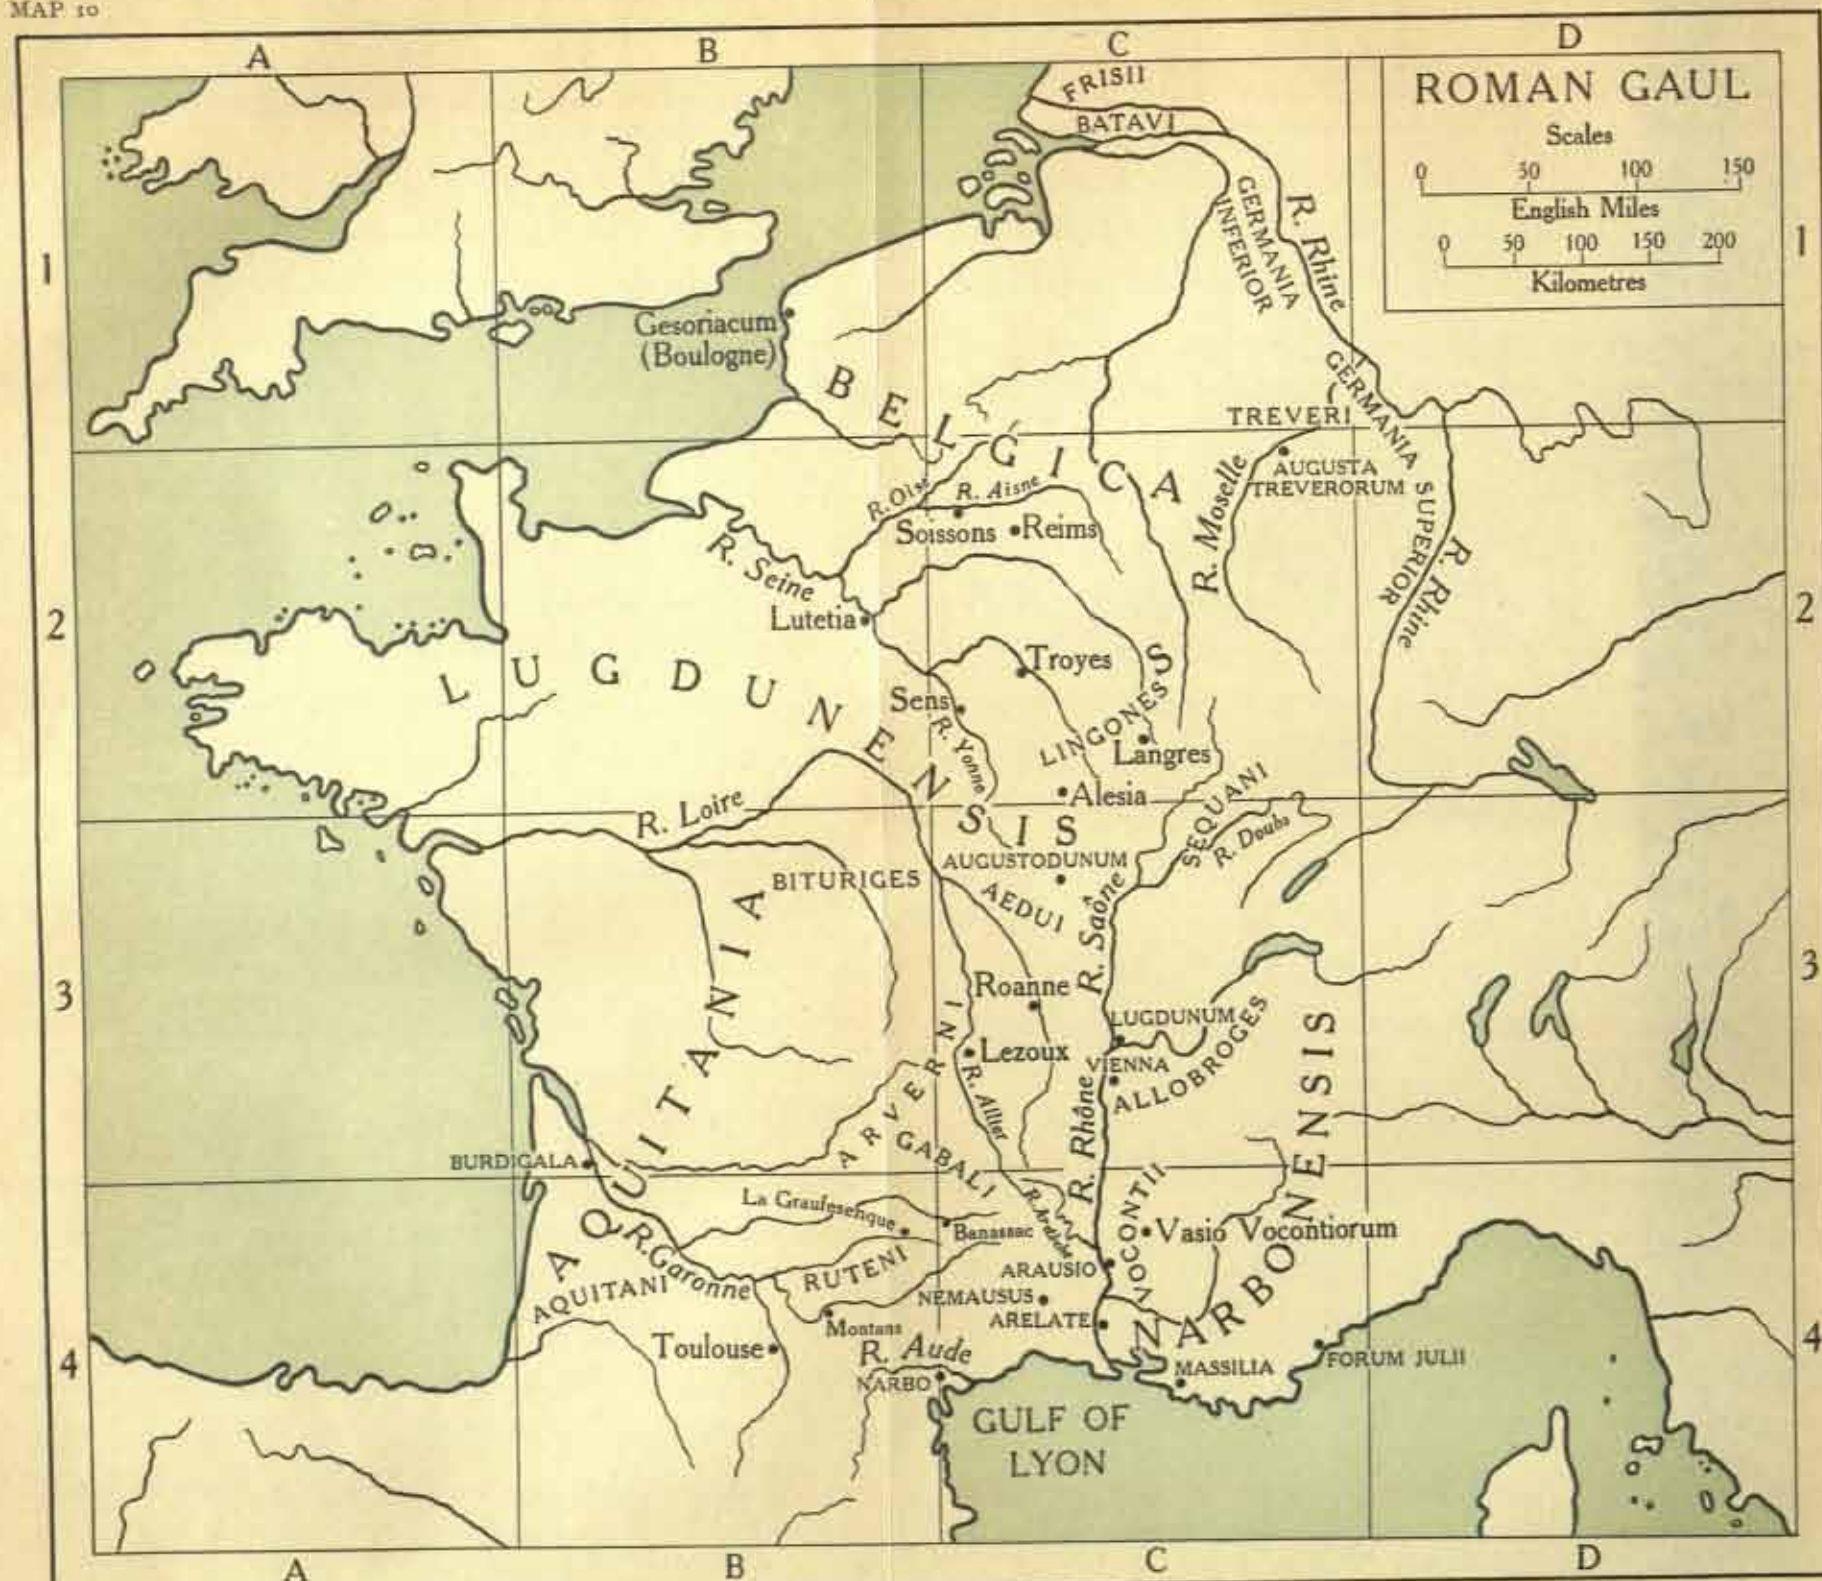 MAP 10
A
B
C
D
ROMAN GAUL
Scales
0 50 100 150
English Miles
0 50 100 150 200
Kilometres
1
1
FRISII
BATAVI
GERMANIA
INFERIOR
R. Rhine
Gesoriacum
(Boulogne)
BELGICA
TREVERI
GERMANIA SUPERIOR
AUGUSTA
TREVERORUM
R. Moselle
R. Oise
R. Aisne
Soissons
Reims
R. Seine
R. Rhine
2
2
Lutetia
LUGDUNENSIS
Troyes
Sens
R. Yonne
LINGONES
Langres
Alesia
R. Loire
SEQUANI
R. Doubs
AUGUSTODUNUM
BITURIGES
AEDUI
R. Saône
3
3
AQUITANIA
Roanne
LUGDUNUM
Lezoux
VIENNA
ALLOBROGES
ARVERNI
R. Allier
R. Rhône
GABALI
BURDIGALA
NARBONENSIS
VOCONTII
La Graufesenque
Banassac
R. Ardèche
Vasio Vocontiorum
R. Garonne
RUTENI
ARAUSIO
AQUITANI
NEMAUSUS
ARELATE
Montans
Toulouse
R. Aude
4
4
NARBO
MASSILIA
FORUM JULII
GULF OF
LYON
S
A
B
C
D